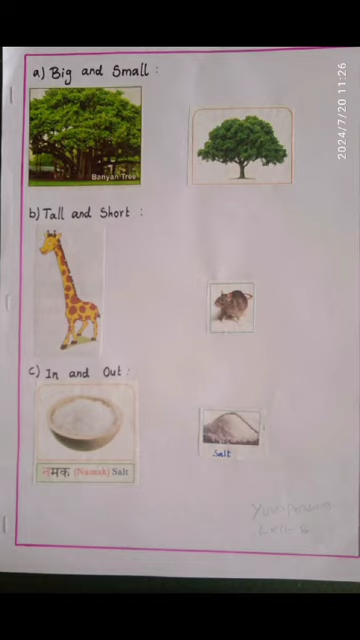 2024/7/20 11:26
a) Big and Small :
Banyan Tree
b) Tall and Short :
c) In and Out :
नमक (Namak) Salt
Salt